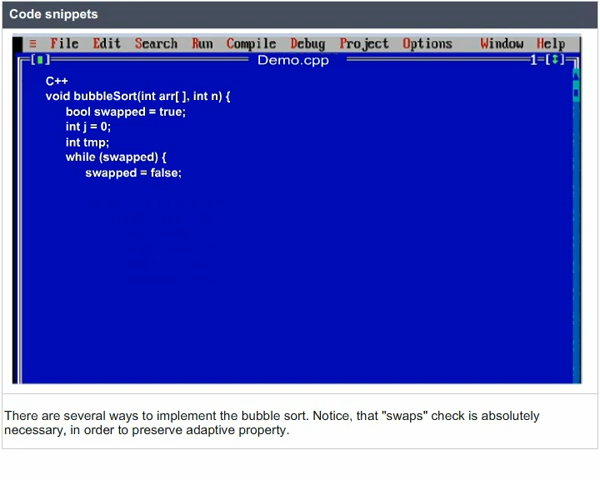 Code snippets
≡ File Edit Search Run Compile Debug Project Options Window Help
[■] Demo.cpp 1=[↕]
C++
void bubbleSort(int arr[ ], int n) {
bool swapped = true;
int j = 0;
int tmp;
while (swapped) {
swapped = false;
There are several ways to implement the bubble sort. Notice, that "swaps" check is absolutely
necessary, in order to preserve adaptive property.